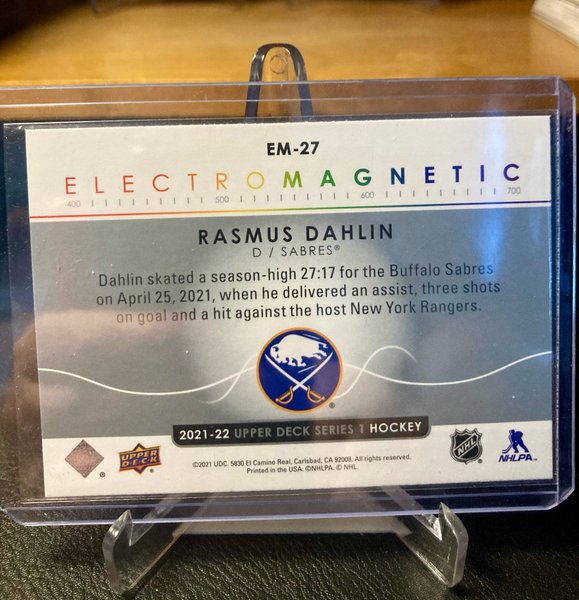 EM-27
ELECTROMAGNETIC
400 500 600 700
RASMUS DAHLIN
D / SABRES®
Dahlin skated a season-high 27:17 for the Buffalo Sabres
on April 25, 2021, when he delivered an assist, three shots
on goal and a hit against the host New York Rangers.
®
2021-22 UPPER DECK SERIES 1 HOCKEY
®
UPPER DECK
®
©2021 UDC. 5830 El Camino Real, Carlsbad, CA 92008. All rights reserved.
Printed in the USA. ©NHLPA. © NHL.
NHL
NHLPA